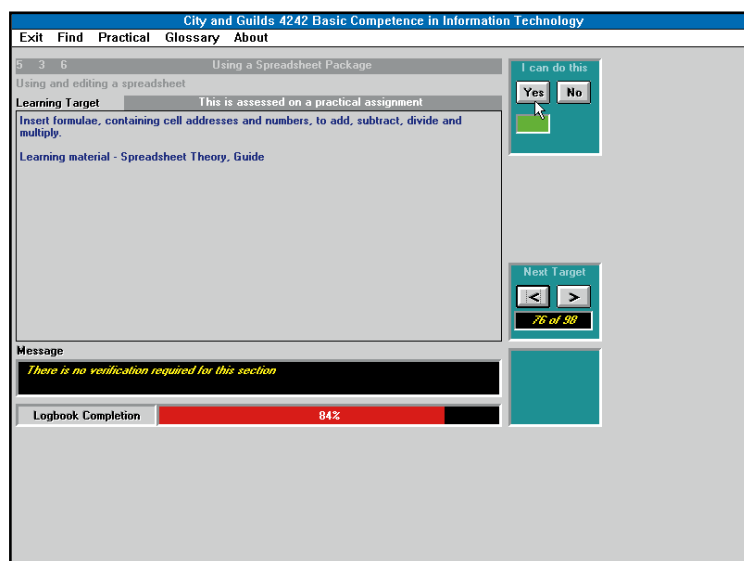 City and Guilds 4242 Basic Competence in Information Technology
Exit Find Practical Glossary About
5 3 6 Using a Spreadsheet Package
Using and editing a spreadsheet
Learning Target This is assessed on a practical assignment
Insert formulae, containing cell addresses and numbers, to add, subtract, divide and
multiply.
Learning material - Spreadsheet Theory, Guide
I can do this
Yes No
Next Target
< >
76 of 98
Message
There is no verification required for this section
Logbook Completion 84%